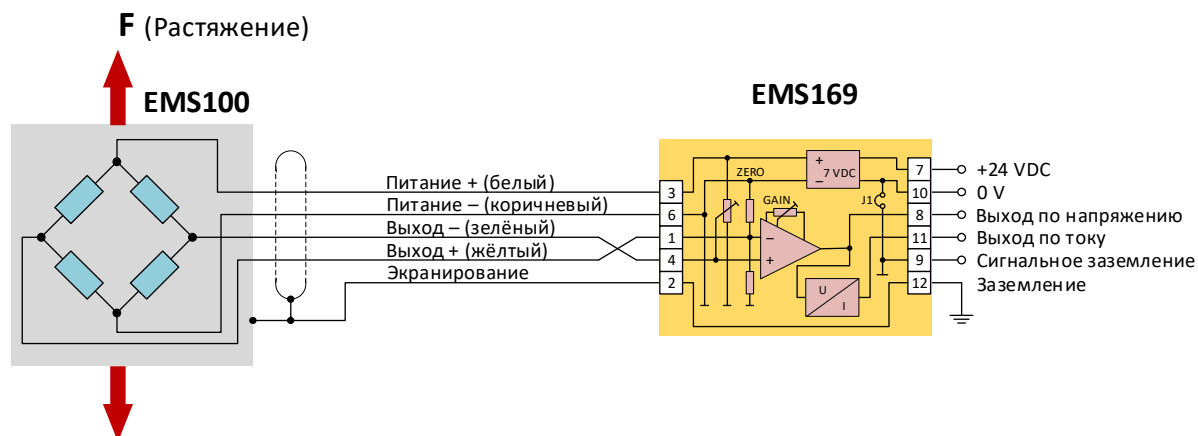 F (Растяжение)
EMS100
EMS169
Питание + (белый)
Питание – (коричневый)
Выход – (зелёный)
Выход + (жёлтый)
Экранирование
3
6
1
4
2
ZERO
GAIN
+
–
7 VDC
J1
–
+
U
I
7
10
8
11
9
12
+24 VDC
0 V
Выход по напряжению
Выход по току
Сигнальное заземление
Заземление